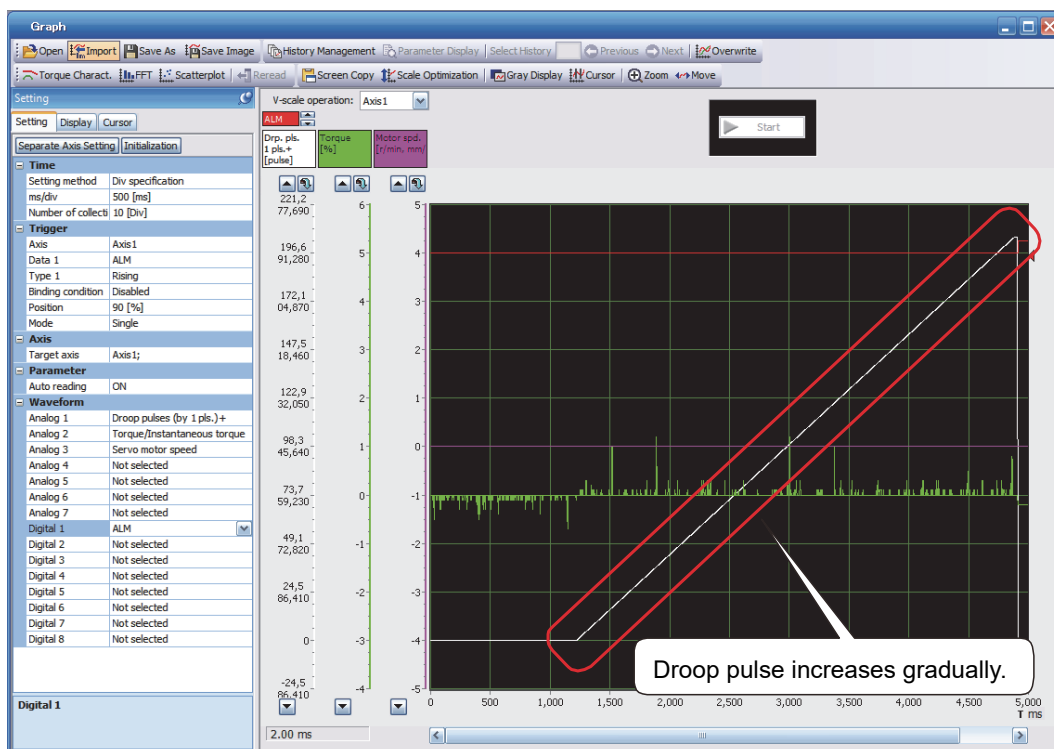 Graph
Open Import Save As Save Image History Management Parameter Display Select History Previous Next Overwrite
Torque Charact. FFT Scatterplot Reread Screen Copy Scale Optimization Gray Display Cursor Zoom Move
Setting
Setting Display Cursor
Separate Axis Setting Initialization
Time
Setting method Div specification
ms/div 500 [ms]
Number of collecti 10 [Div]
Trigger
Axis Axis1
Data 1 ALM
Type 1 Rising
Binding condition Disabled
Position 90 [%]
Mode Single
Axis
Target axis Axis1;
Parameter
Auto reading ON
Waveform
Analog 1 Droop pulses (by 1 pls.)+
Analog 2 Torque/Instantaneous torque
Analog 3 Servo motor speed
Analog 4 Not selected
Analog 5 Not selected
Analog 6 Not selected
Analog 7 Not selected
Digital 1 ALM
Digital 2 Not selected
Digital 3 Not selected
Digital 4 Not selected
Digital 5 Not selected
Digital 6 Not selected
Digital 7 Not selected
Digital 8 Not selected
Digital 1
V-scale operation: Axis1
ALM
Drp. pls.
1 pls.+
[pulse]
Torque
[%]
Motor spd.
[r/min, mm/
Start
221,2
77,690
196,6
91,280
172,1
04,870
147,5
18,460
122,9
32,050
98,3
45,640
73,7
59,230
49,1
72,820
24,5
86,410
0
-24,5
86,410
6
5
4
3
2
1
0
-1
-2
-3
-4
5
4
3
2
1
0
-1
-2
-3
-4
-5
Droop pulse increases gradually.
0 500 1,000 1,500 2,000 2,500 3,000 3,500 4,000 4,500 5,000
T ms
2.00 ms